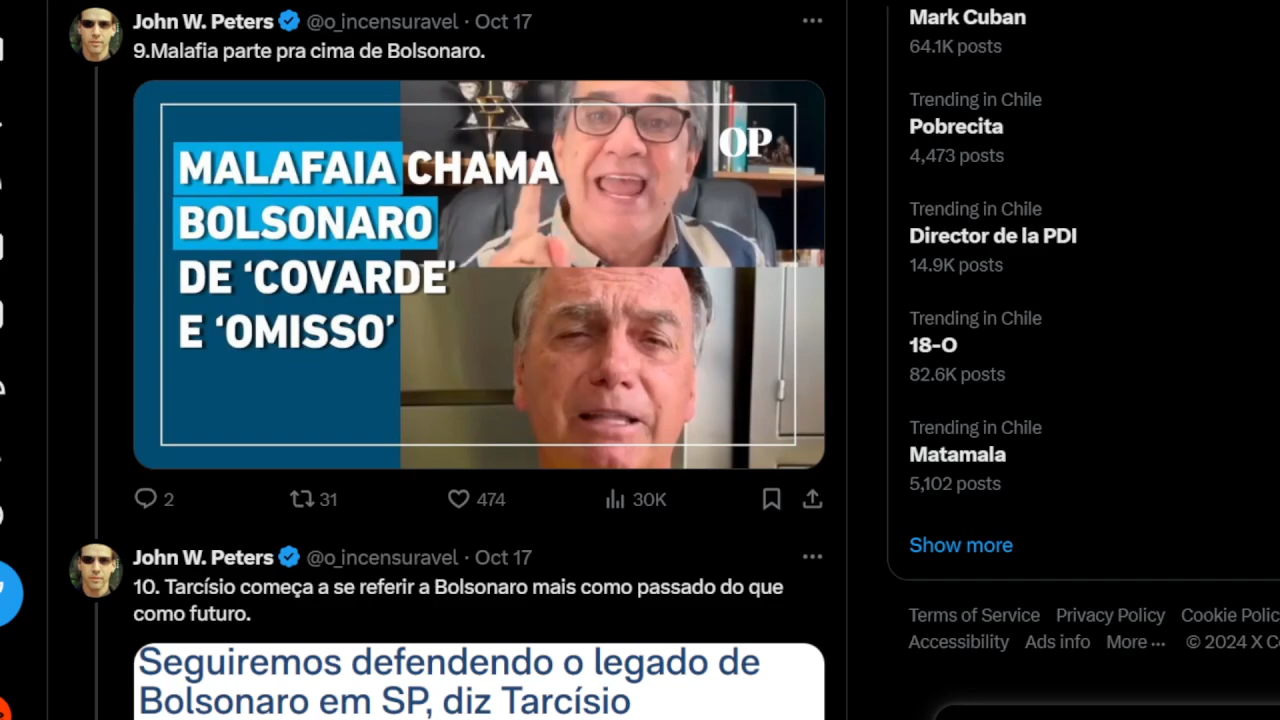 John W. Peters @o_incensuravel · Oct 17
9.Malafia parte pra cima de Bolsonaro.
MALAFAIA CHAMA
BOLSONARO
DE ‘COVARDE’
E ‘OMISSO’
OP
2 31 474 30K
John W. Peters @o_incensuravel · Oct 17
10. Tarcísio começa a se referir a Bolsonaro mais como passado do que
como futuro.
Seguiremos defendendo o legado de
Bolsonaro em SP, diz Tarcísio
Mark Cuban
64.1K posts
Trending in Chile
Pobrecita
4,473 posts
Trending in Chile
Director de la PDI
14.9K posts
Trending in Chile
18-O
82.6K posts
Trending in Chile
Matamala
5,102 posts
Show more
Terms of Service Privacy Policy Cookie Polic
Accessibility Ads info More ··· © 2024 X C